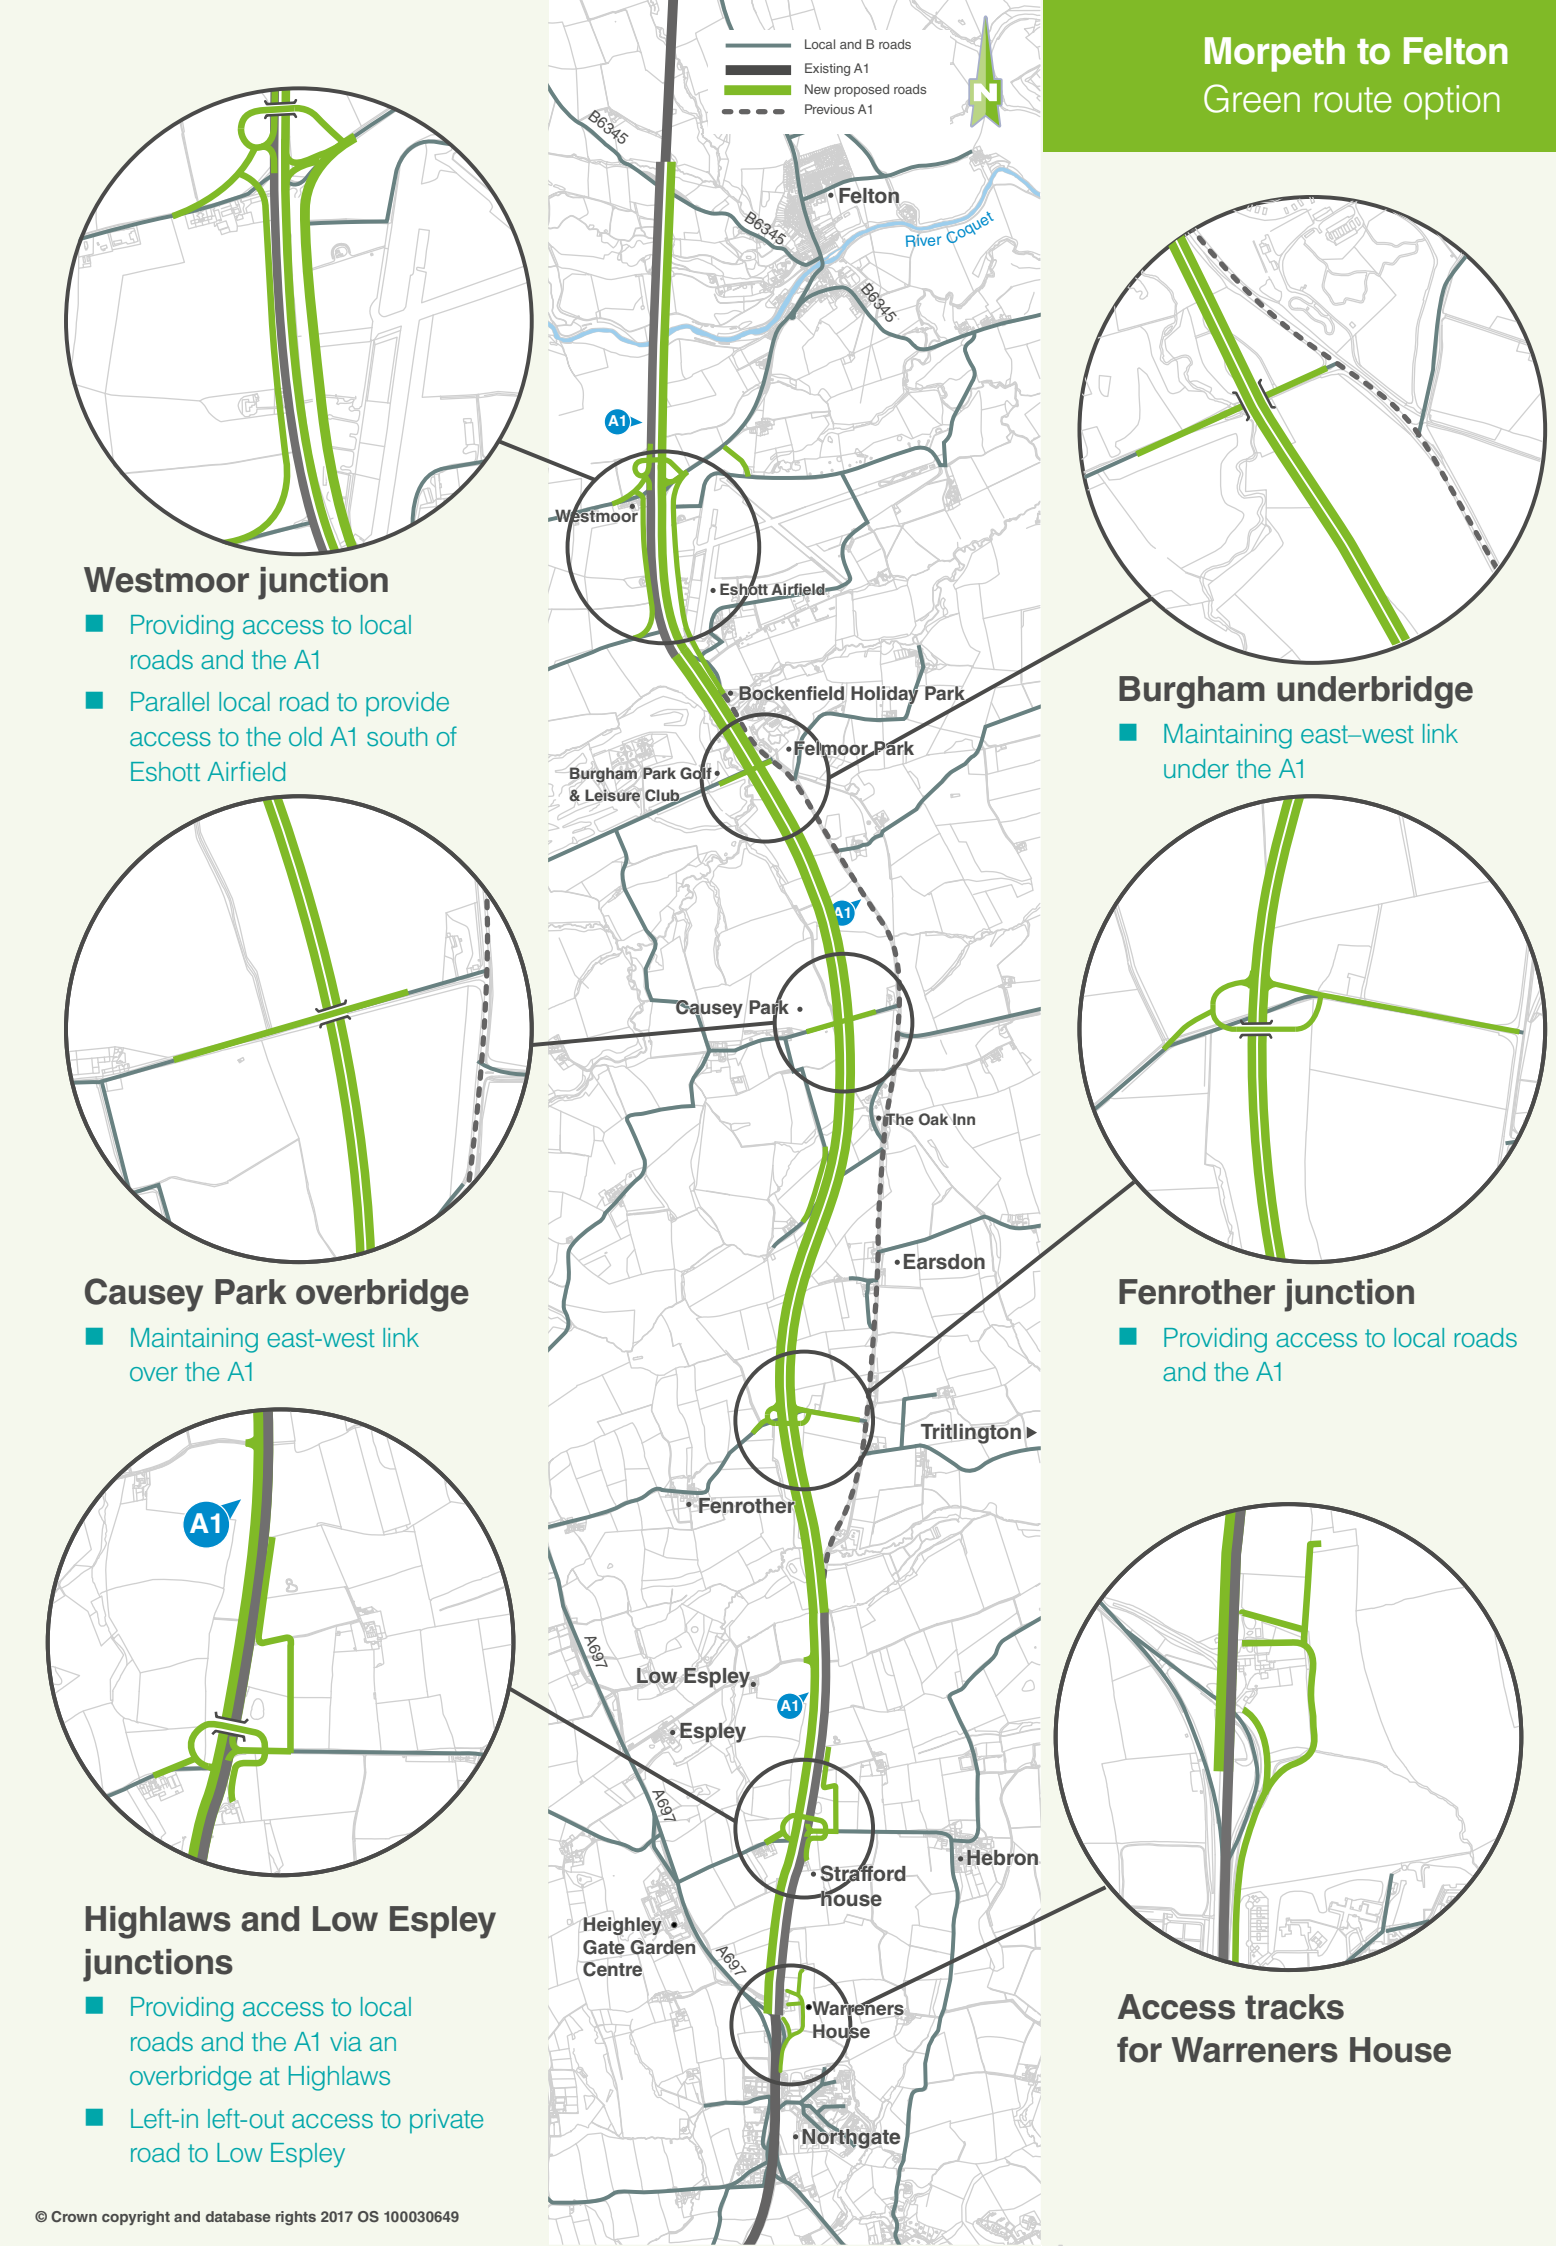 Morpeth to Felton
Green route option
Local and B roads
Existing A1
New proposed roads
Previous A1
N
B6345
Felton
B6345
River Coquet
B6345
A1
Westmoor
Eshott Airfield
Bockenfield Holiday Park
Felmoor Park
Burgham Park Golf
& Leisure Club
A1
Causey Park
The Oak Inn
Earsdon
Tritlington
Fenrother
A697
Low Espley
A1
Espley
A697
Hebron
Strafford
house
Heighley
Gate Garden
Centre
A697
Warreners
House
Northgate
Westmoor junction
Providing access to local
roads and the A1
Parallel local road to provide
access to the old A1 south of
Eshott Airfield
Burgham underbridge
Maintaining east–west link
under the A1
Causey Park overbridge
Maintaining east-west link
over the A1
Fenrother junction
Providing access to local roads
and the A1
A1
Highlaws and Low Espley
junctions
Providing access to local
roads and the A1 via an
overbridge at Highlaws
Left-in left-out access to private
road to Low Espley
Access tracks
for Warreners House
© Crown copyright and database rights 2017 OS 100030649